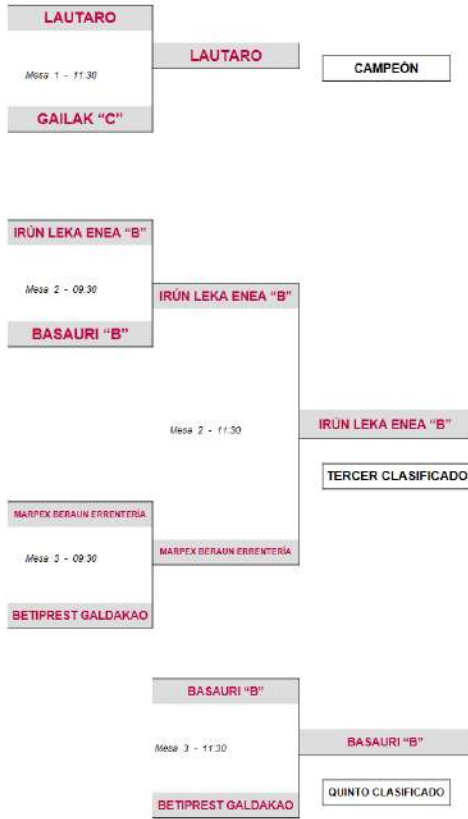 LAUTARO
LAUTARO
CAMPEÓN
Mesa 1 - 11:30
GAILAK “C”
IRÚN LEKA ENEA “B”
Mesa 2 - 09:30
IRÚN LEKA ENEA “B”
BASAURI “B”
IRÚN LEKA ENEA “B”
Mesa 2 - 11:30
TERCER CLASIFICADO
MARPEX BERAUN ERRENTERÍA
MARPEX BERAUN ERRENTERÍA
Mesa 3 - 09:30
BETIPREST GALDAKAO
BASAURI “B”
Mesa 3 - 11:30
BASAURI “B”
QUINTO CLASIFICADO
BETIPREST GALDAKAO